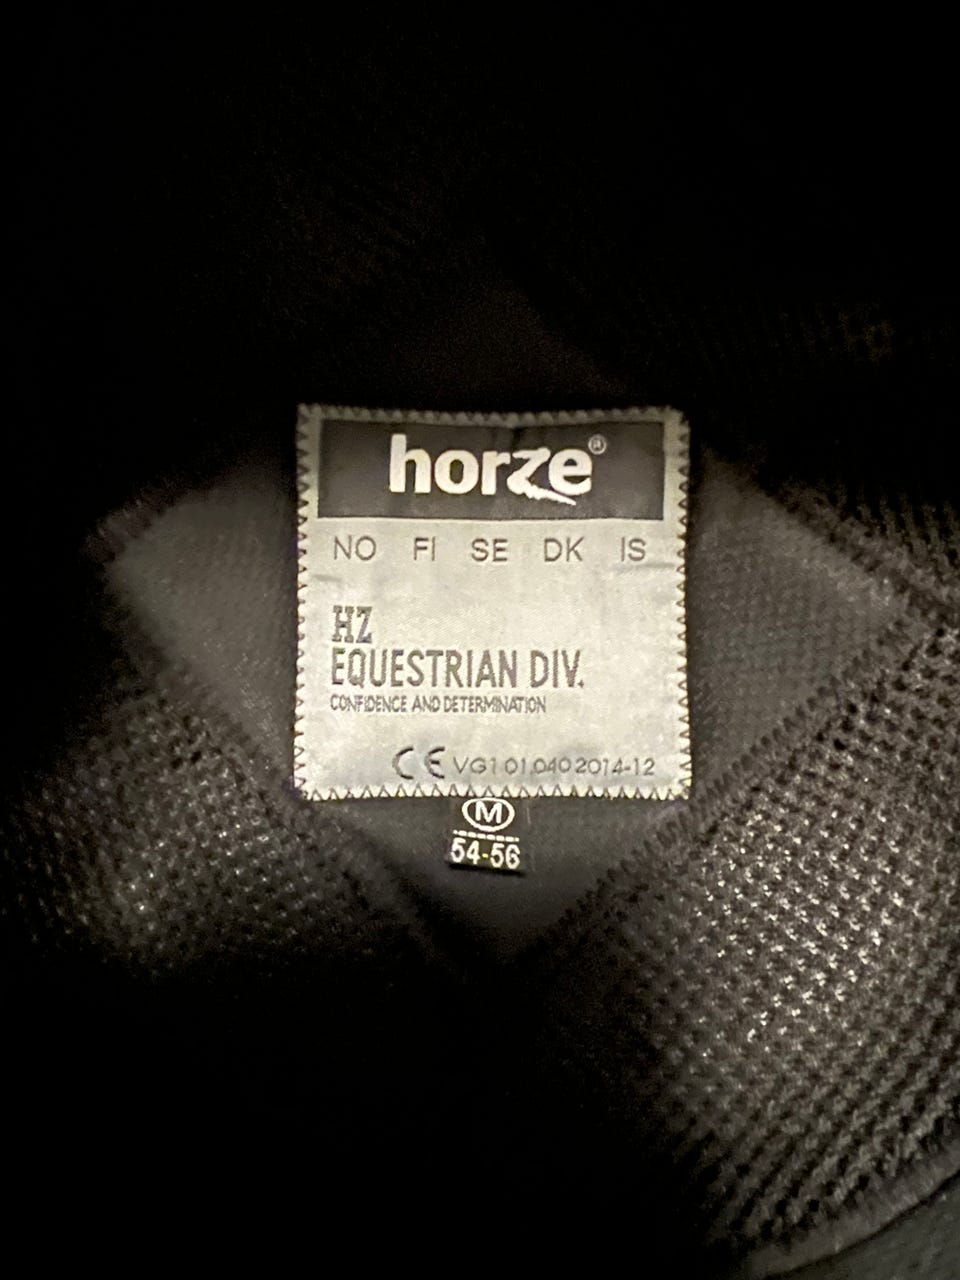 horze®
NO FI SE DK IS
HZ
EQUESTRIAN DIV.
CONFIDENCE AND DETERMINATION
CE VG1 01.040 2014-12
M
54-56